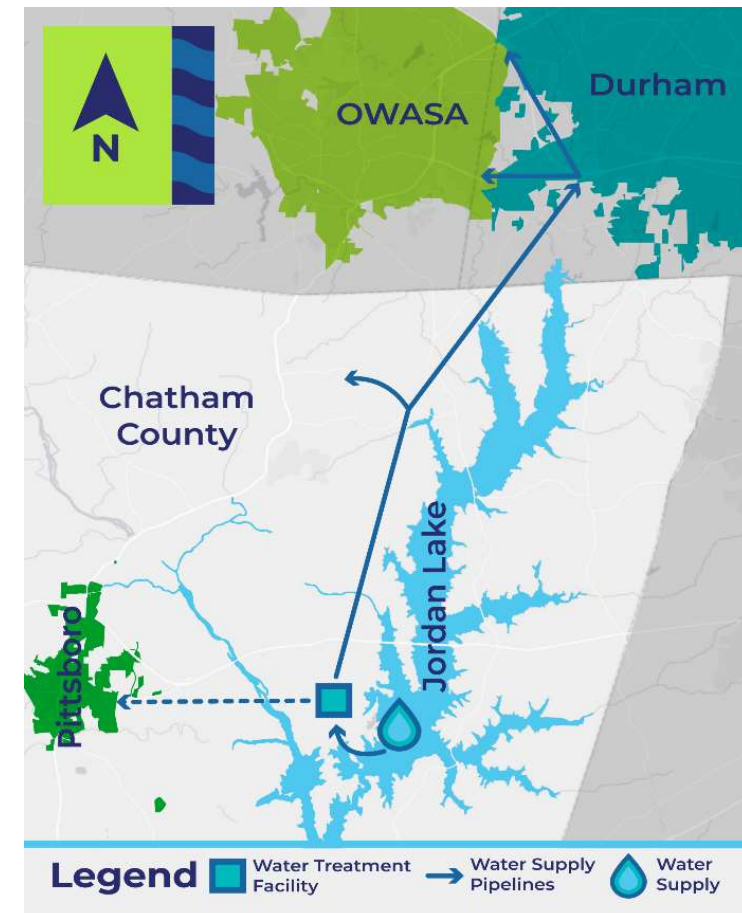 N
OWASA
Durham
Chatham
County
Jordan Lake
Pittsboro
Legend
Water Treatment
Facility
Water Supply
Pipelines
Water
Supply